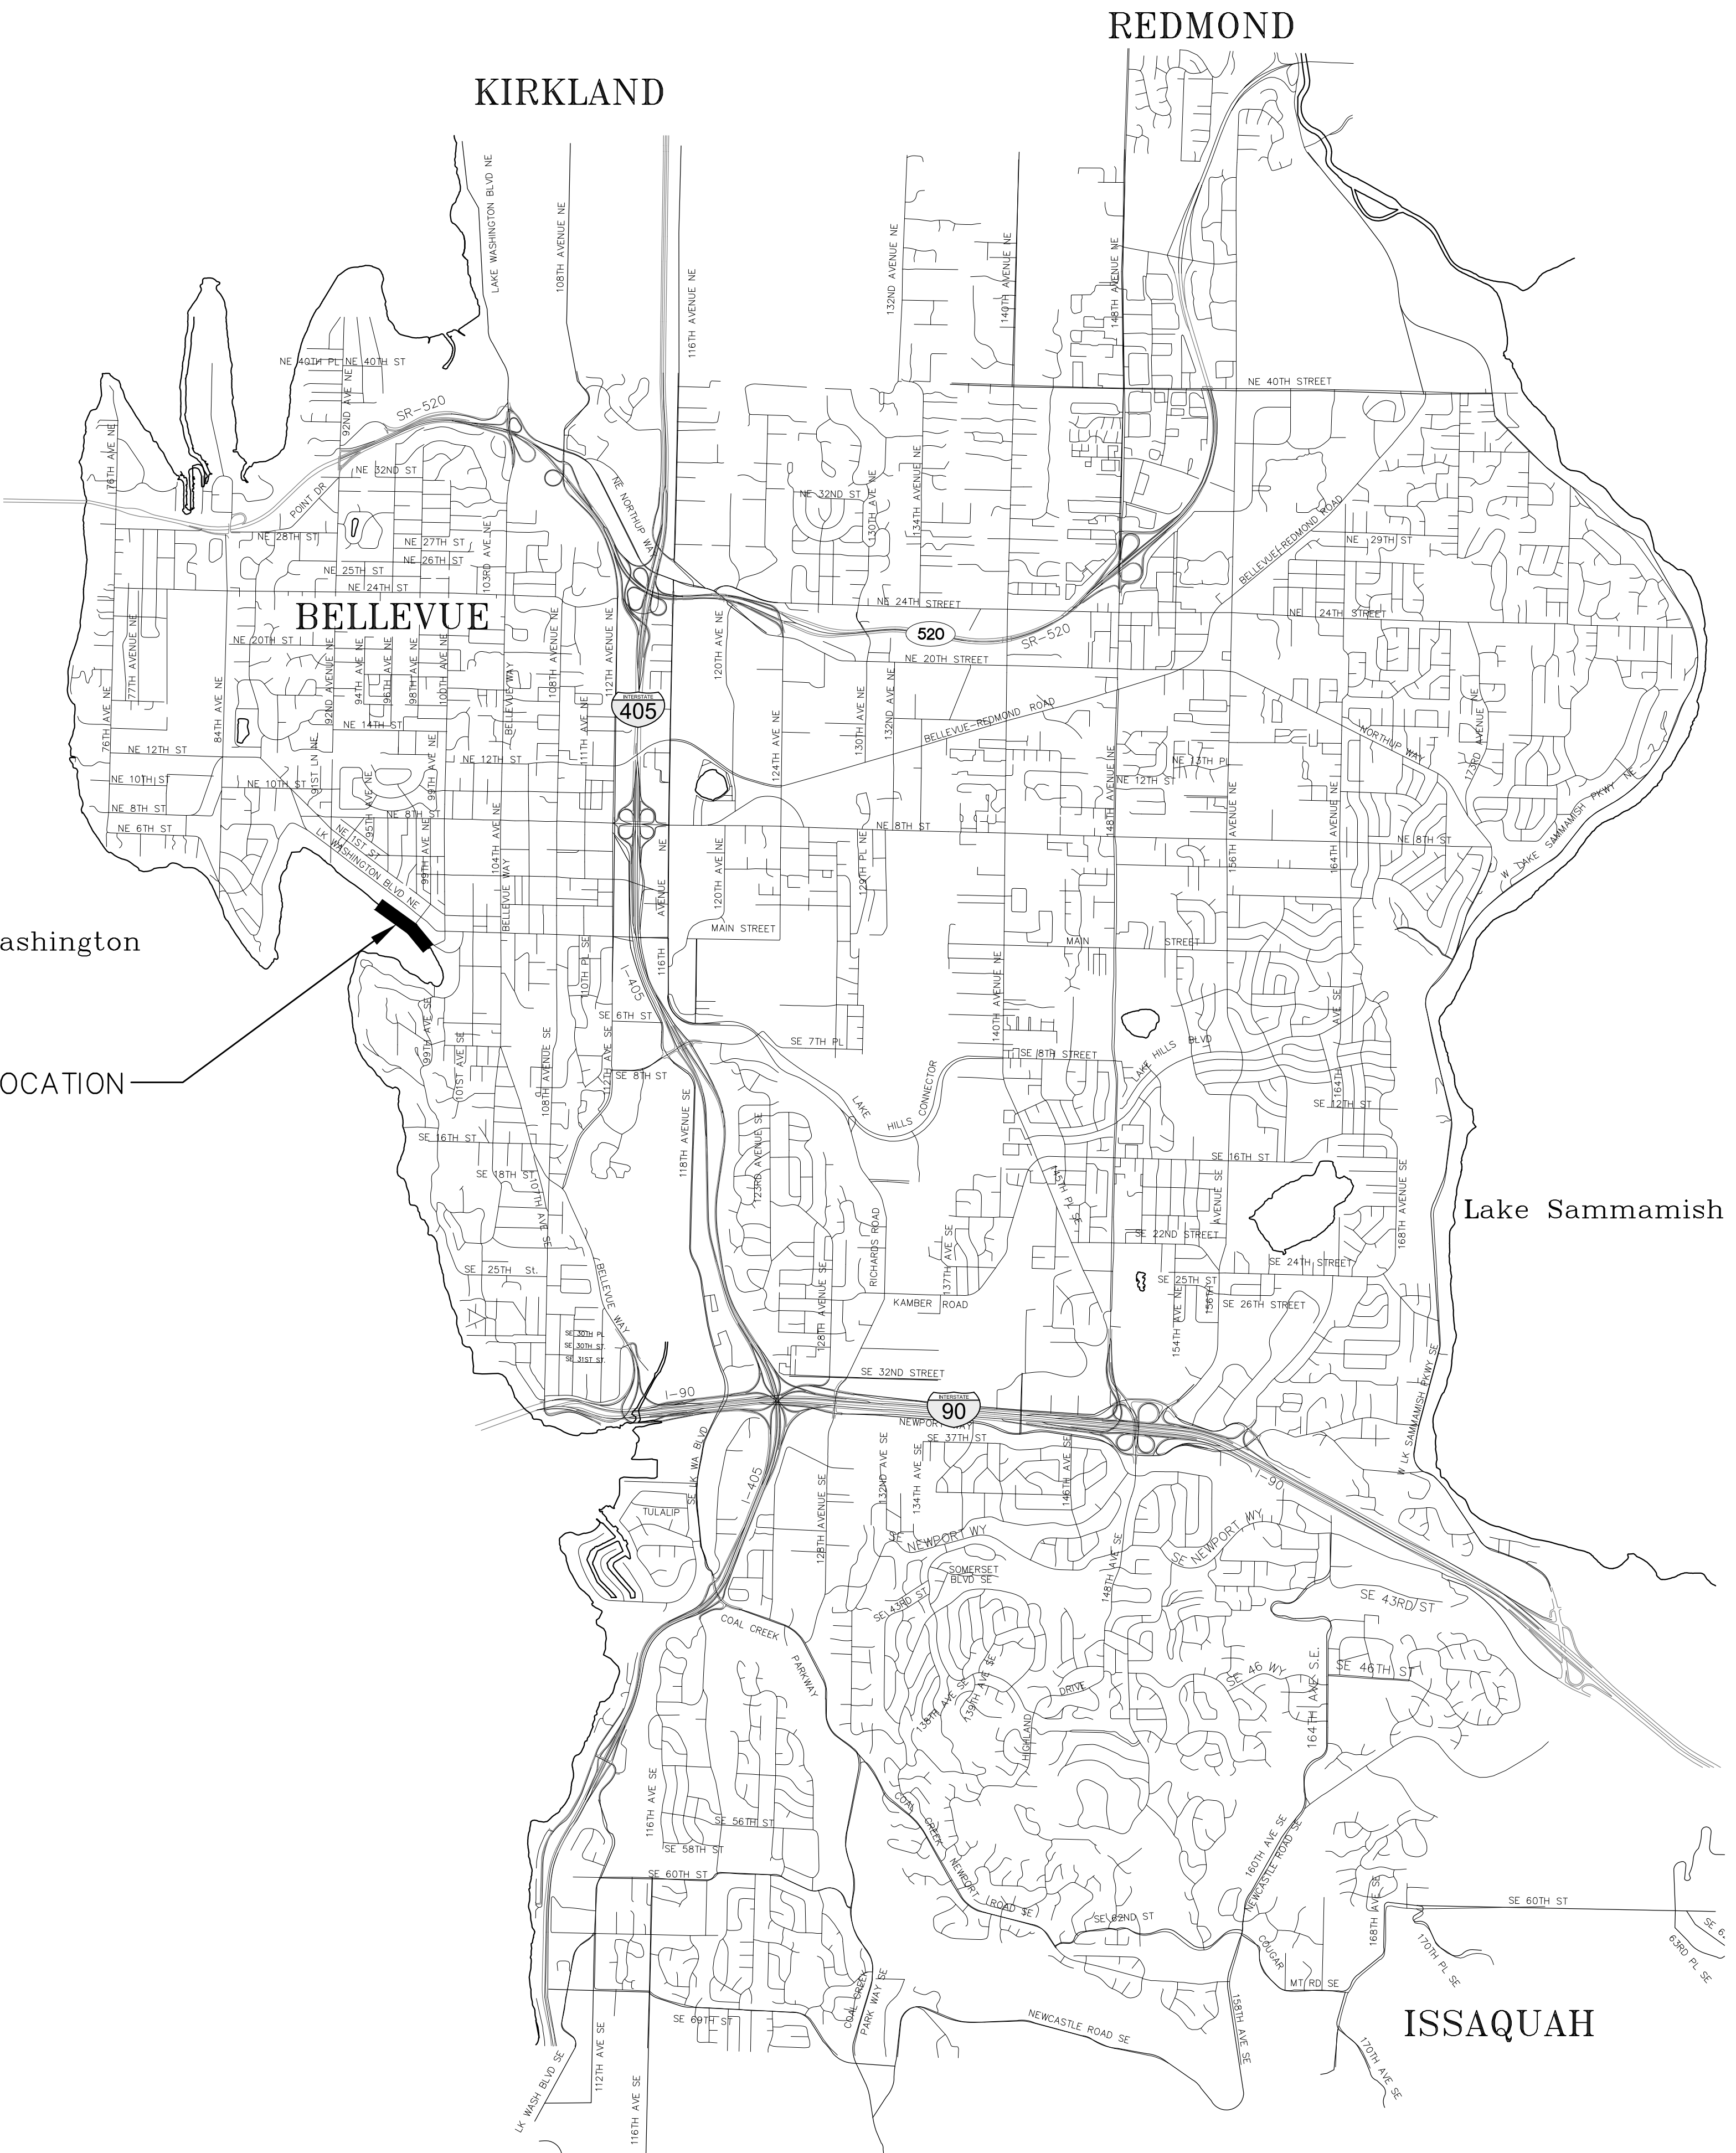 REDMOND
KIRKLAND
LAKE WASHINGTON BLVD NE
108TH AVENUE NE
116TH AVENUE NE
132ND AVENUE NE
140TH AVENUE NE
148TH AVENUE NE
NE 40TH PL
NE 40TH ST
92ND AVE NE
SR-520
NE 40TH STREET
76TH AVE NE
NE 32ND ST
POINT DR
NE NORTHUP WAY
NE 32ND ST
130TH AVE NE
134TH AVENUE NE
BELLEVUE-REDMOND ROAD
NE 28TH ST
NE 27TH ST
NE 26TH ST
NE 25TH ST
NE 24TH ST
103RD AVE NE
NE 29TH ST
BELLEVUE
NE 24TH STREET
NE 24TH STREET
520
SR-520
NE 20TH ST
NE 20TH STREET
77TH AVENUE NE
76TH AVE NE
84TH AVE NE
92ND AVENUE NE
94TH AVE NE
96TH AVE NE
98TH AVE NE
100TH AVE NE
BELLEVUE WAY
108TH AVENUE NE
111TH AVE NE
112TH AVENUE NE
120TH AVE NE
124TH AVE NE
130TH AVE NE
132ND AVE NE
INTERSTATE
405
BELLEVUE-REDMOND ROAD
NORTHUP WAY
173RD AVENUE NE
NE 14TH ST
NE 12TH ST
NE 12TH ST
NE 13TH PL
NE 12TH ST
NE 10TH ST
NE 10TH ST
91ST LN NE
95TH AVE NE
99TH AVE NE
NE 8TH ST
NE 8TH ST
NE 8TH ST
NE 8TH ST
NE 6TH ST
NE 1ST ST
LK WASHINGTON BLVD NE
99TH AVE NE
104TH AVE NE
BELLEVUE WAY
116TH AVENUE NE
120TH AVE NE
129TH PL NE
148TH AVENUE NE
156TH AVENUE NE
164TH AVENUE NE
W LAKE SAMMAMISH PKWY NE
MAIN STREET
MAIN STREET
ashington
OCATION
I-405
110TH PL SE
140TH AVENUE NE
SE 6TH ST
SE 7TH PL
SE 8TH ST
SE 8TH STREET
LAKE HILLS BLVD
LAKE HILLS CONNECTOR
99TH AVE SE
101ST AVE SE
108TH AVENUE SE
112TH AVE SE
118TH AVENUE SE
123RD AVENUE SE
164TH AVE SE
SE 12TH ST
SE 16TH ST
SE 16TH STREET
SE 18TH ST
107TH AVE SE
145TH PL SE
RICHARDS ROAD
137TH AVE SE
AVENUE SE
168TH AVENUE SE
Lake Sammamish
SE 22ND STREET
SE 24TH STREET
SE 25TH St.
SE 25TH ST
SE 26TH STREET
BELLEVUE WAY
KAMBER ROAD
128TH AVENUE SE
154TH AVE NE
156TH
SE 30TH PL
SE 30TH ST.
SE 31ST ST.
SE 32ND STREET
I-90
INTERSTATE
90
NEWPORT WAY
SE 37TH ST
I-90
W LK SAMMAMISH PKWY SE
SE LK WA BLVD
I-405
128TH AVENUE SE
132ND AVE SE
134TH AVE SE
146TH AVE SE
TULALIP
SE NEWPORT WY
SE NEWPORT WY
SOMERSET
BLVD SE
148TH AVE SE
SE 43RD ST
SE 43RD ST
COAL CREEK PARKWAY
138TH AVE SE
139TH AVE SE
HIGHLAND DRIVE
SE 46 WY
SE 46TH ST
164TH AVE S.E.
116TH AVE SE
SE 56TH ST
SE 58TH ST
SE 60TH ST
COAL CREEK NEWPORT ROAD SE
160TH AVE SE
NEWCASTLE ROAD SE
SE 62ND ST
SE 60TH ST
168TH AVE SE
170TH PL SE
COUGAR
MT RD SE
63RD PL SE
COAL CREEK
PARK WAY SE
SE 69TH ST
NEWCASTLE ROAD SE
158TH AVE SE
170TH AVE SE
ISSAQUAH
LK WASH BLVD SE
112TH AVE SE
116TH AVE SE